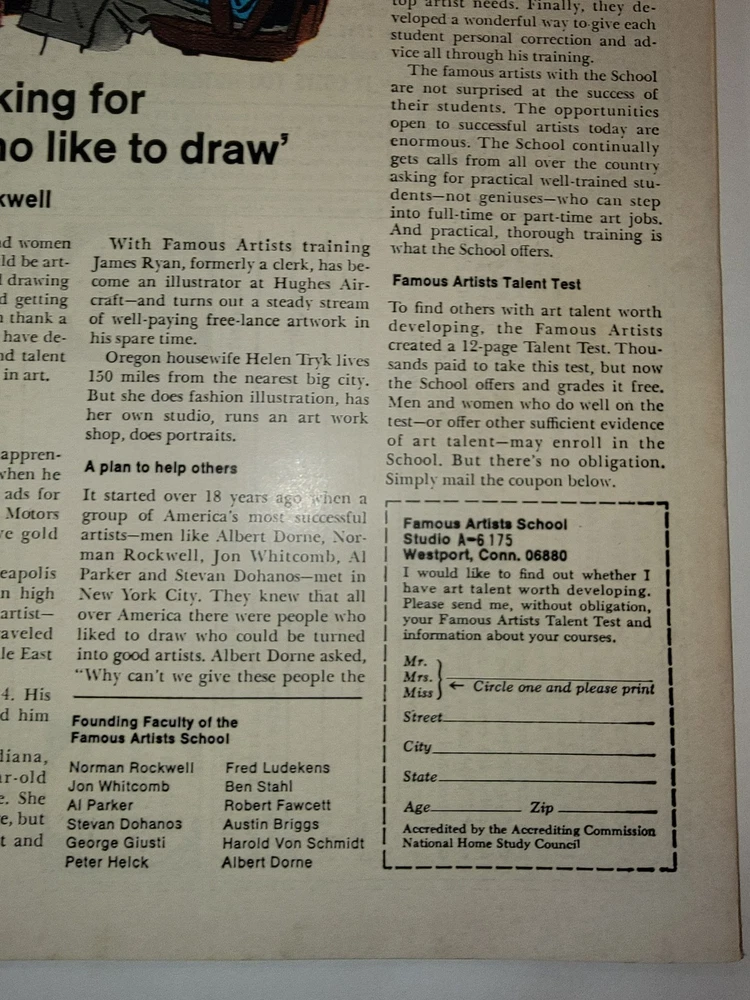 king for
no like to draw’
kwell
nd women
ld be art-
l drawing
d getting
n thank a
have de-
nd talent
in art.
appren-
when he
ads for
Motors
ve gold
eapolis
n high
artist—
aveled
le East
4. His
d him
diana,
ar-old
e. She
e, but
t and
With Famous Artists training
James Ryan, formerly a clerk, has be-
come an illustrator at Hughes Air-
craft—and turns out a steady stream
of well-paying free-lance artwork in
his spare time.
Oregon housewife Helen Tryk lives
150 miles from the nearest big city.
But she does fashion illustration, has
her own studio, runs an art work
shop, does portraits.
A plan to help others
It started over 18 years ago when a
group of America's most successful
artists—men like Albert Dorne, Nor-
man Rockwell, Jon Whitcomb, Al
Parker and Stevan Dohanos—met in
New York City. They knew that all
over America there were people who
liked to draw who could be turned
into good artists. Albert Dorne asked,
“Why can't we give these people the
Founding Faculty of the
Famous Artists School
Norman Rockwell
Jon Whitcomb
Al Parker
Stevan Dohanos
George Giusti
Peter Helck
Fred Ludekens
Ben Stahl
Robert Fawcett
Austin Briggs
Harold Von Schmidt
Albert Dorne
top artist needs. Finally, they de-
veloped a wonderful way to give each
student personal correction and ad-
vice all through his training.
The famous artists with the School
are not surprised at the success of
their students. The opportunities
open to successful artists today are
enormous. The School continually
gets calls from all over the country
asking for practical well-trained stu-
dents—not geniuses—who can step
into full-time or part-time art jobs.
And practical, thorough training is
what the School offers.
Famous Artists Talent Test
To find others with art talent worth
developing, the Famous Artists
created a 12-page Talent Test. Thou-
sands paid to take this test, but now
the School offers and grades it free.
Men and women who do well on the
test—or offer other sufficient evidence
of art talent—may enroll in the
School. But there's no obligation.
Simply mail the coupon below.
Famous Artists School
Studio A-6175
Westport, Conn. 06880
I would like to find out whether I
have art talent worth developing.
Please send me, without obligation,
your Famous Artists Talent Test and
information about your courses.
Mr.
Mrs.
Miss
← Circle one and please print
Street
City
State
Age Zip
Accredited by the Accrediting Commission
National Home Study Council